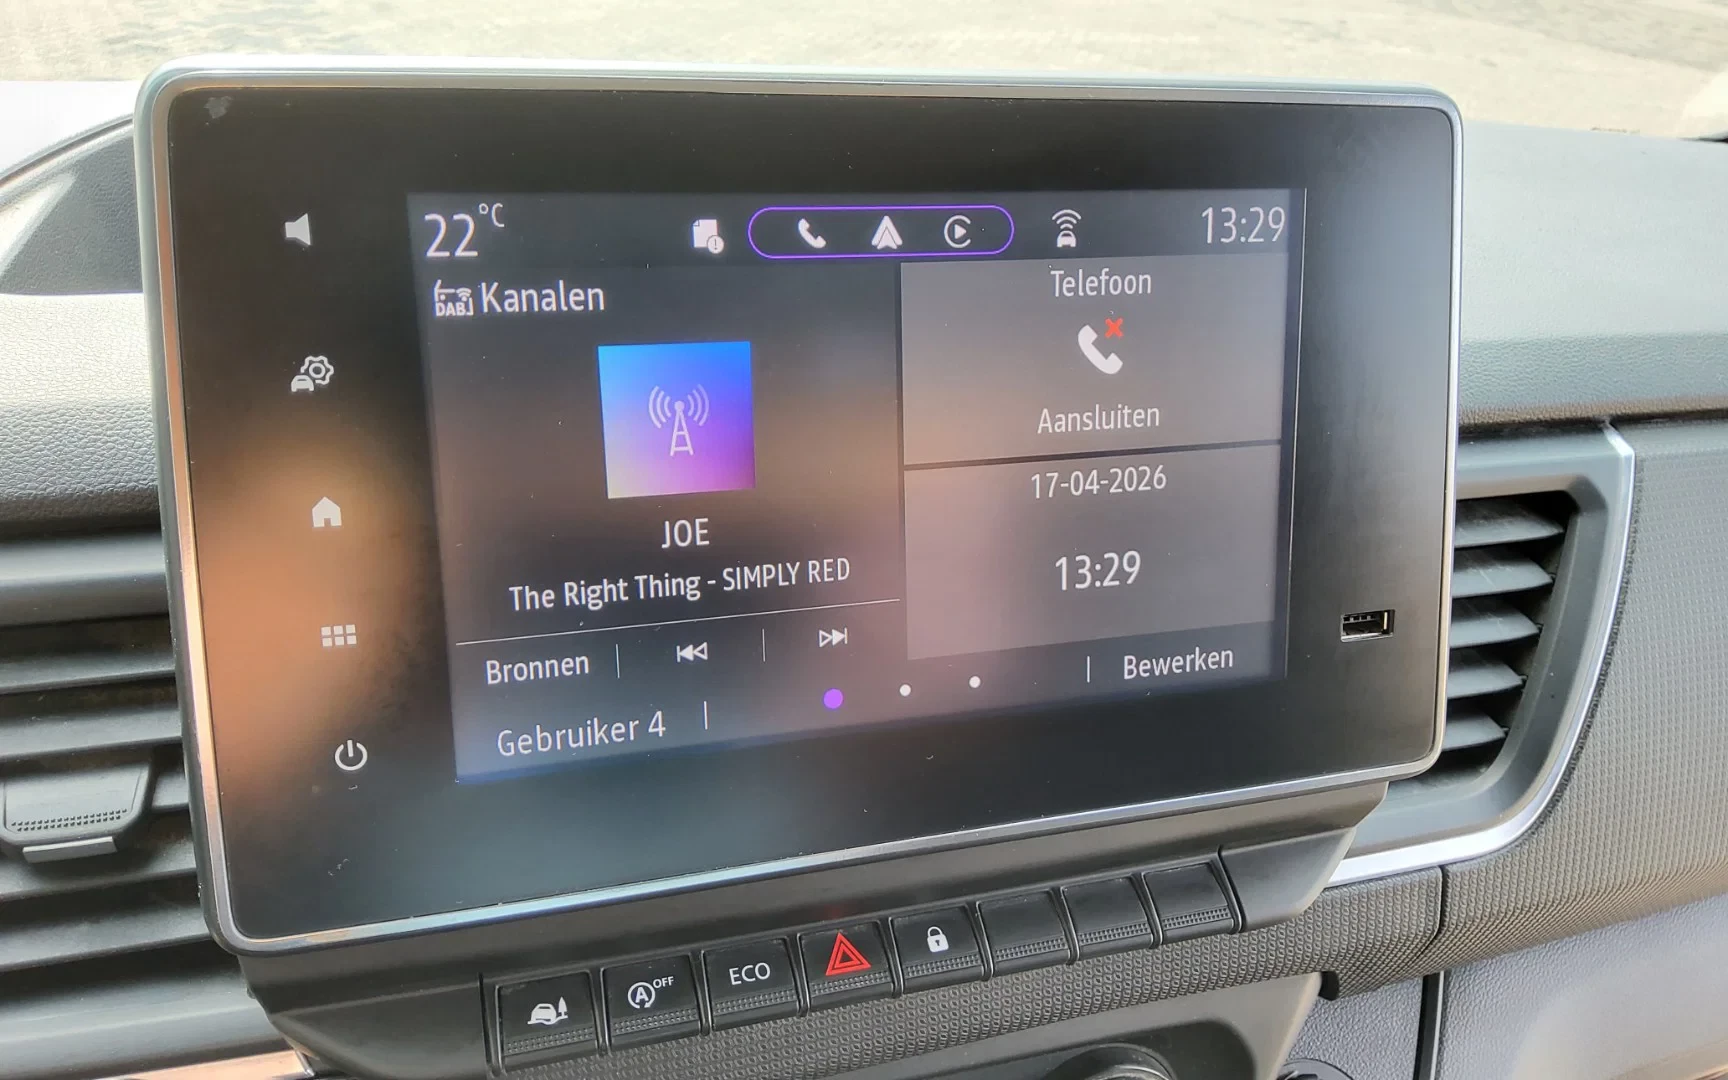 22°C
13:29
DAB Kanalen
JOE
The Right Thing - SIMPLY RED
Bronnen
Gebruiker 4
Telefoon
Aansluiten
17-04-2026
13:29
Bewerken
A OFF
ECO